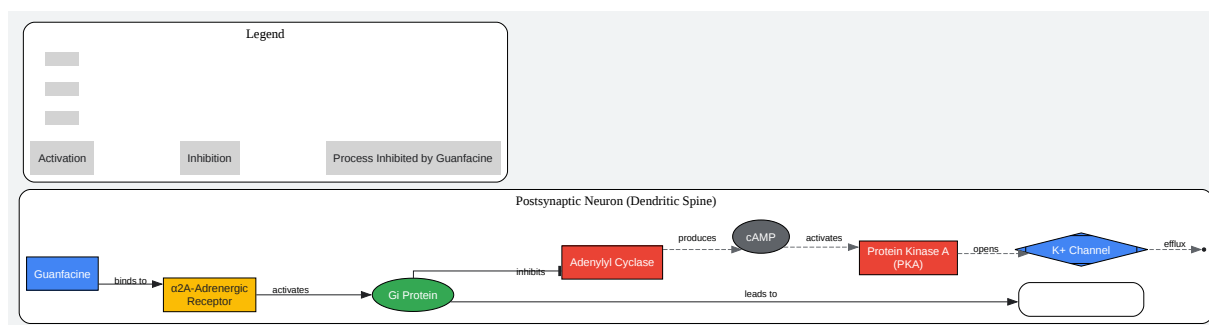 Legend
Activation
Inhibition
Process Inhibited by Guanfacine
Postsynaptic Neuron (Dendritic Spine)
Guanfacine
binds to
α2A-Adrenergic
Receptor
activates
Gi Protein
inhibits
Adenylyl Cyclase
produces
cAMP
activates
Protein Kinase A
(PKA)
opens
K+ Channel
efflux
leads to